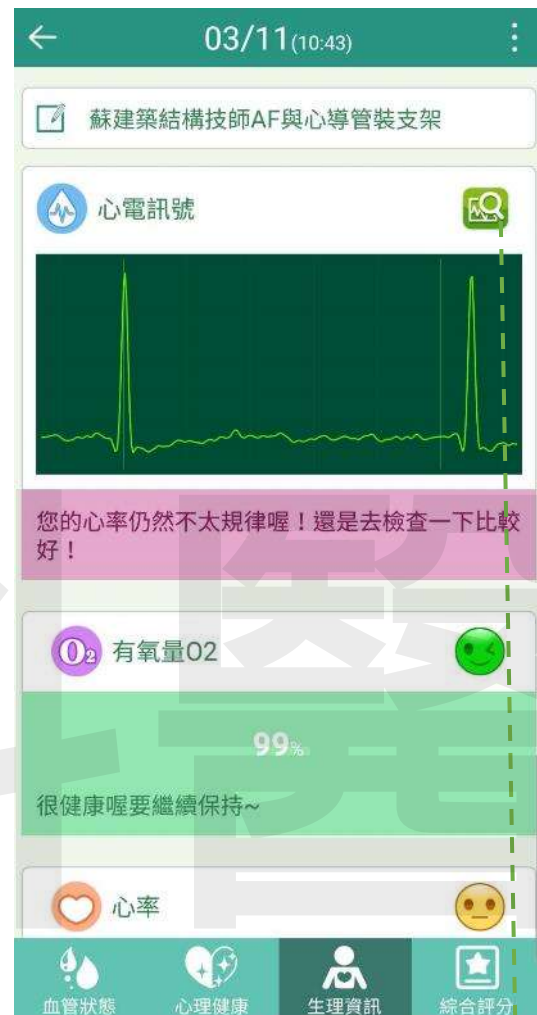 03/11(10:43)
蘇建築結構技師AF與心導管裝支架
心電訊號
您的心率仍然不太規律喔！還是去檢查一下比較
好！
O2 有氧量O2
99%
很健康喔要繼續保持~
心率
血管狀態 心理健康 生理資訊 綜合評分